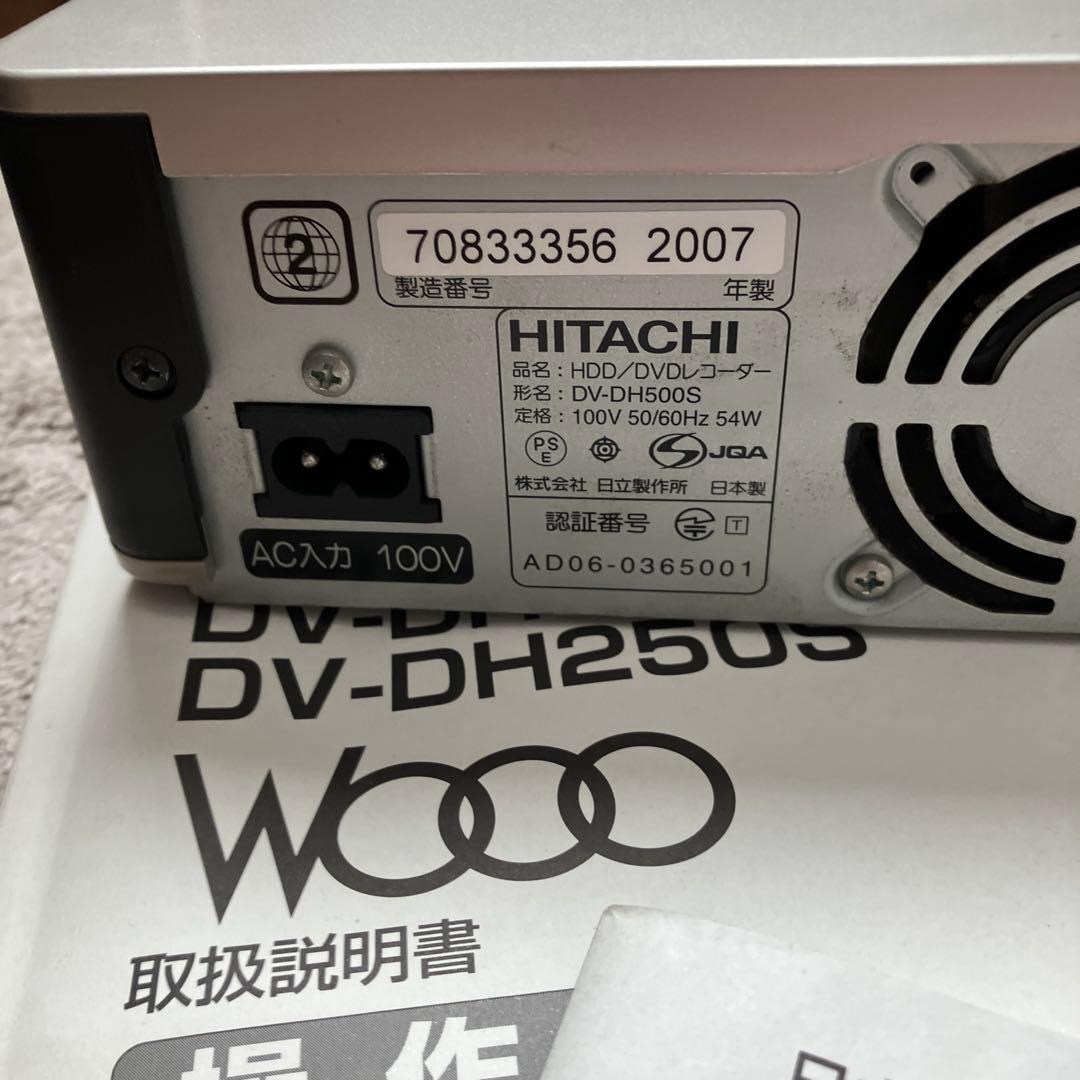 2
70833356 2007
製造番号 年製
HITACHI
品名：HDD/DVDレコーダー
形名：DV-DH500S
定格：100V 50/60Hz 54W
PS
E
JQA
株式会社 日立製作所 日本製
認証番号 T
AD06-0365001
AC入力 100V
DV-DH250S
Wooo
取扱説明書
操作